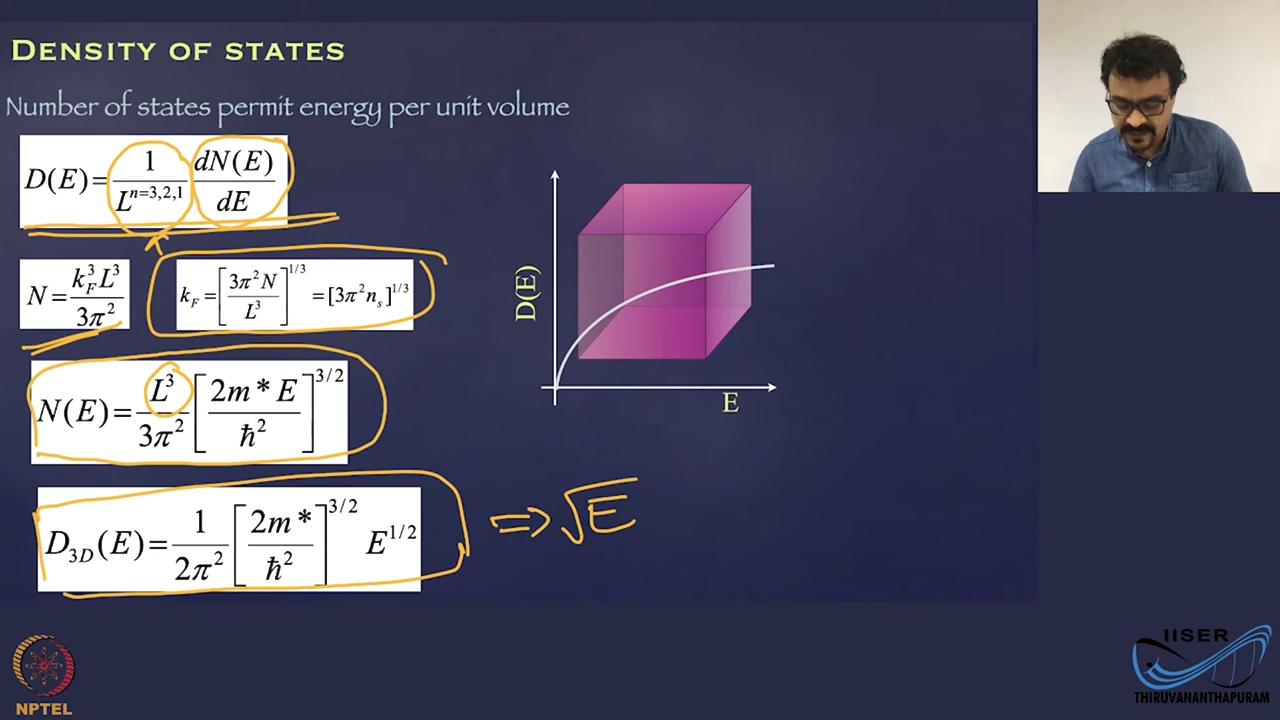 DENSITY OF STATES
Number of states permit energy per unit volume
D(E)= 1/L^{n=3,2,1} dN(E)/dE
N= k_F^3 L^3/3π^2
k_F = [3π^2 N/L^3]^{1/3} = [3π^2 n_s]^{1/3}
N(E)= L^3/3π^2 [2m*E/ħ^2]^{3/2}
D_{3D}(E)= 1/2π^2 [2m*/ħ^2]^{3/2} E^{1/2}
⇒ √E
D(E)
E
NPTEL
IISER
THIRUVANANTHAPURAM